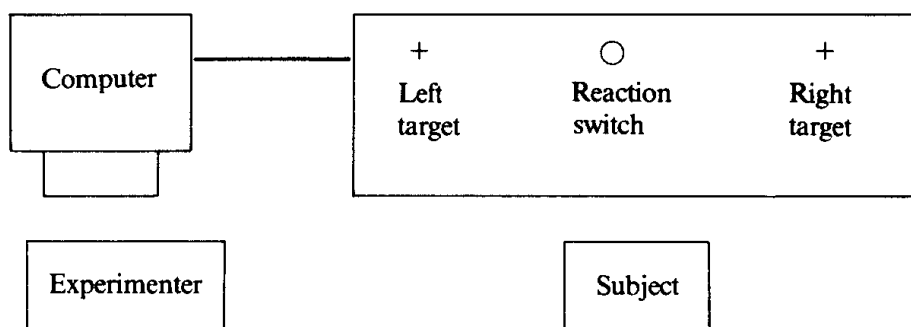 Computer
+
Left
target
Reaction
switch
+
Right
target
Experimenter
Subject